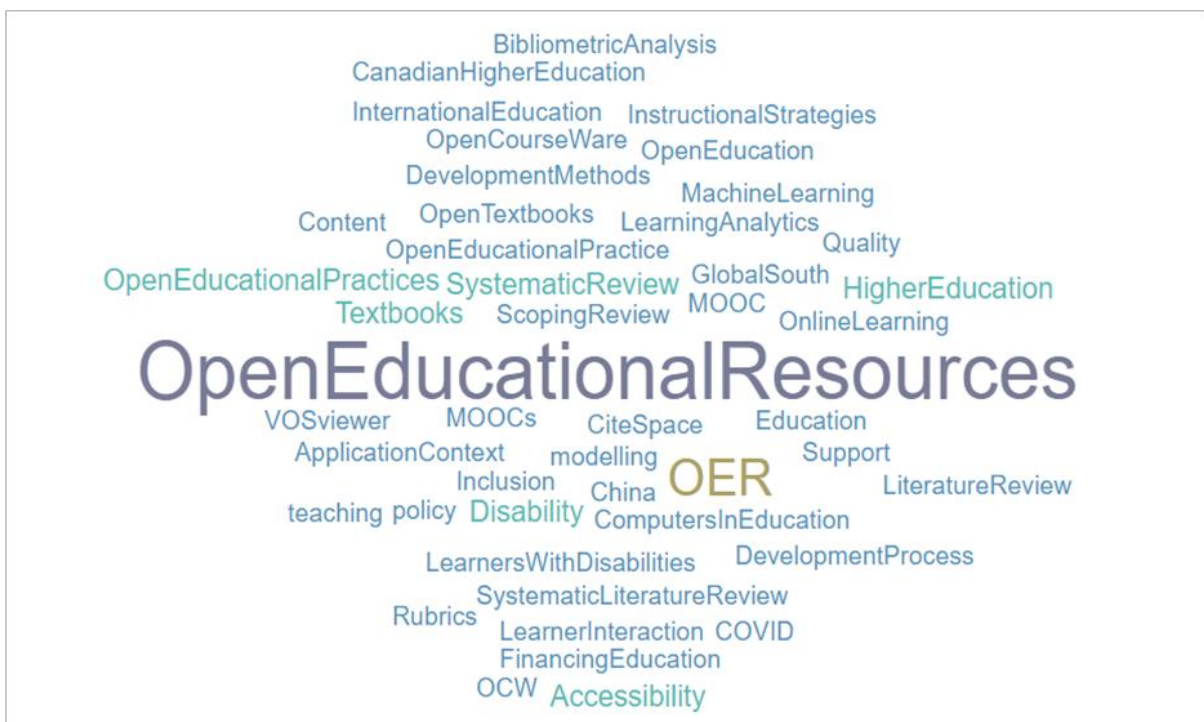 BibliometricAnalysis
CanadianHigherEducation
InternationalEducation InstructionalStrategies
OpenCourseWare OpenEducation
DevelopmentMethods MachineLearning
Content OpenTextbooks LearningAnalytics
OpenEducationalPractice Quality
OpenEducationalPractices SystematicReview GlobalSouth HigherEducation
Textbooks ScopingReview MOOC OnlineLearning
OpenEducationalResources
VOSviewer MOOCs CiteSpace Education
ApplicationContext modelling Support
Inclusion China OER LiteratureReview
teaching policy Disability ComputersInEducation
LearnersWithDisabilities DevelopmentProcess
SystematicLiteratureReview
Rubrics LearnerInteraction COVID
FinancingEducation
OCW Accessibility